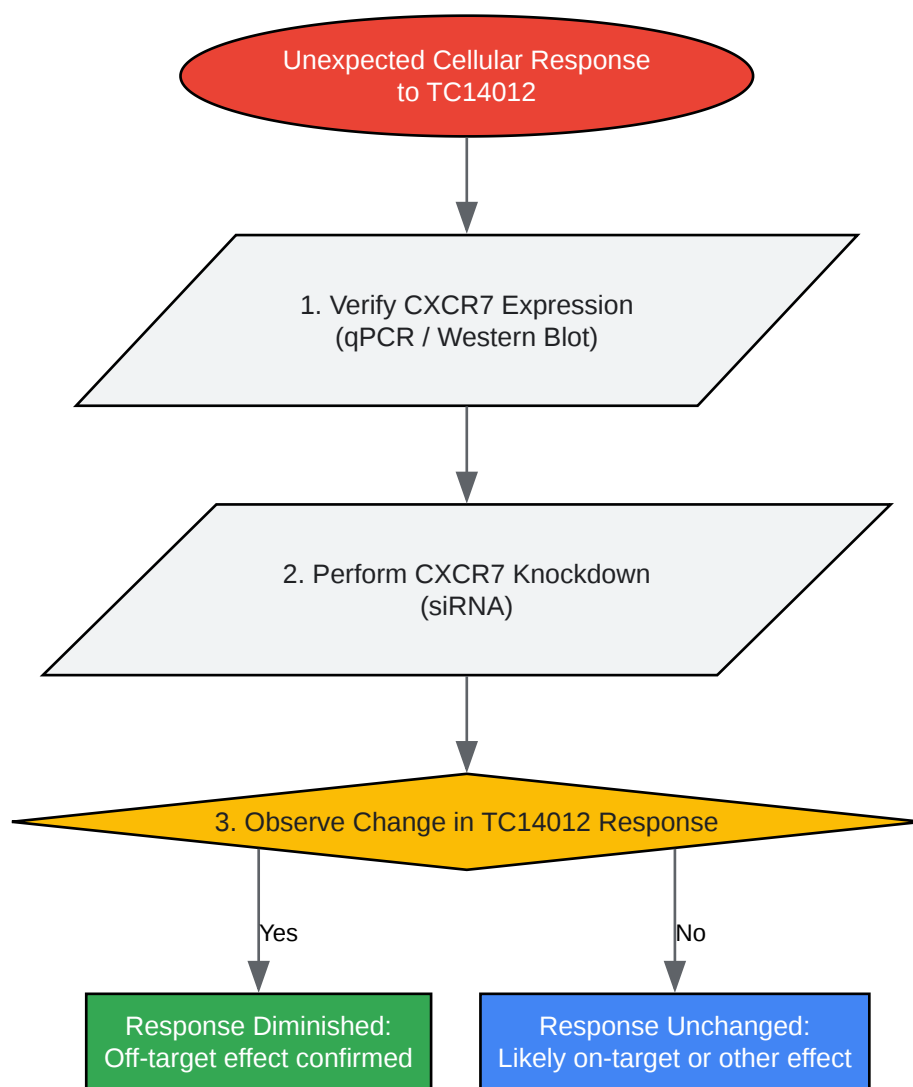 Unexpected Cellular Response
to TC14012
1. Verify CXCR7 Expression
(qPCR / Western Blot)
2. Perform CXCR7 Knockdown
(siRNA)
3. Observe Change in TC14012 Response
Yes
No
Response Diminished:
Off-target effect confirmed
Response Unchanged:
Likely on-target or other effect